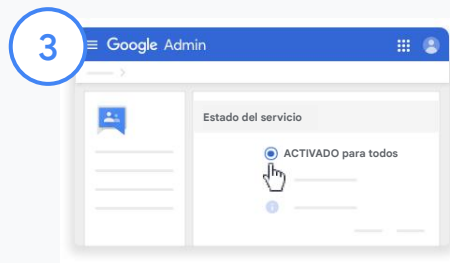 3
Google Admin
Estado del servicio
ACTIVADO para todos